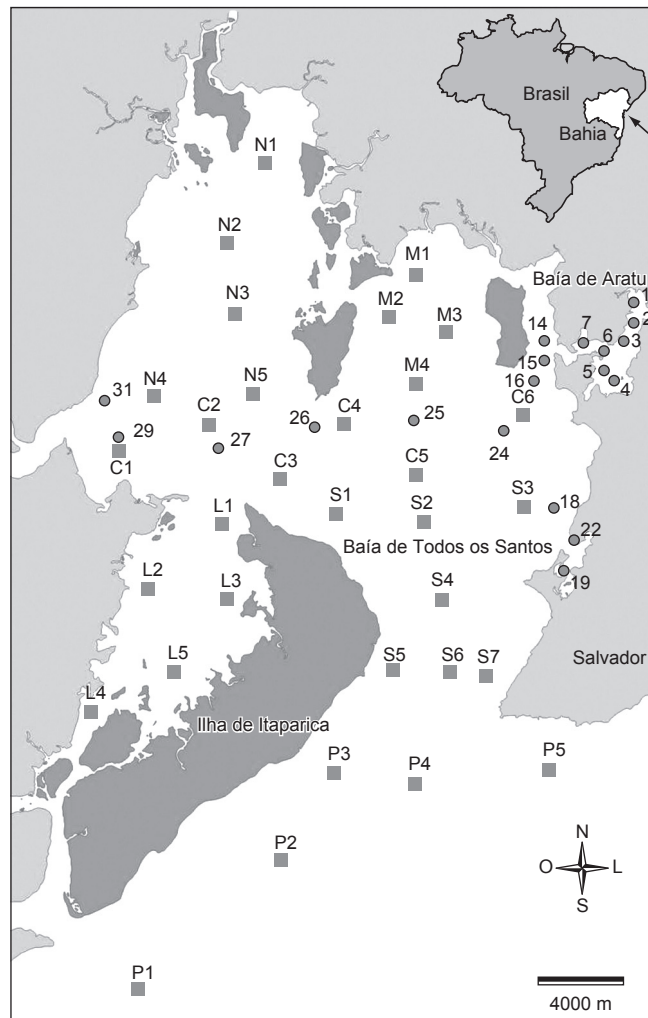 Brasil
Bahia
N1
N2
M1
Baía de Aratu
N3
M2
M3
1
2
14
7
6
3
15
5
4
16
N4
N5
M4
31
C2
26
C4
25
C6
29
27
24
C1
C3
C5
L1
S1
S2
S3
18
Baía de Todos os Santos
22
L2
L3
S4
19
L5
S5
S6
S7
Salvador
L4
Ilha de Itaparica
P3
P4
P5
P2
N
O
L
S
P1
4000 m